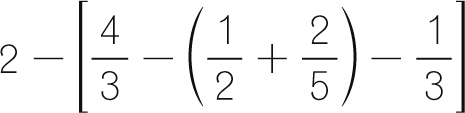 2 − [4/3 − (1/2 + 2/5) − 1/3]